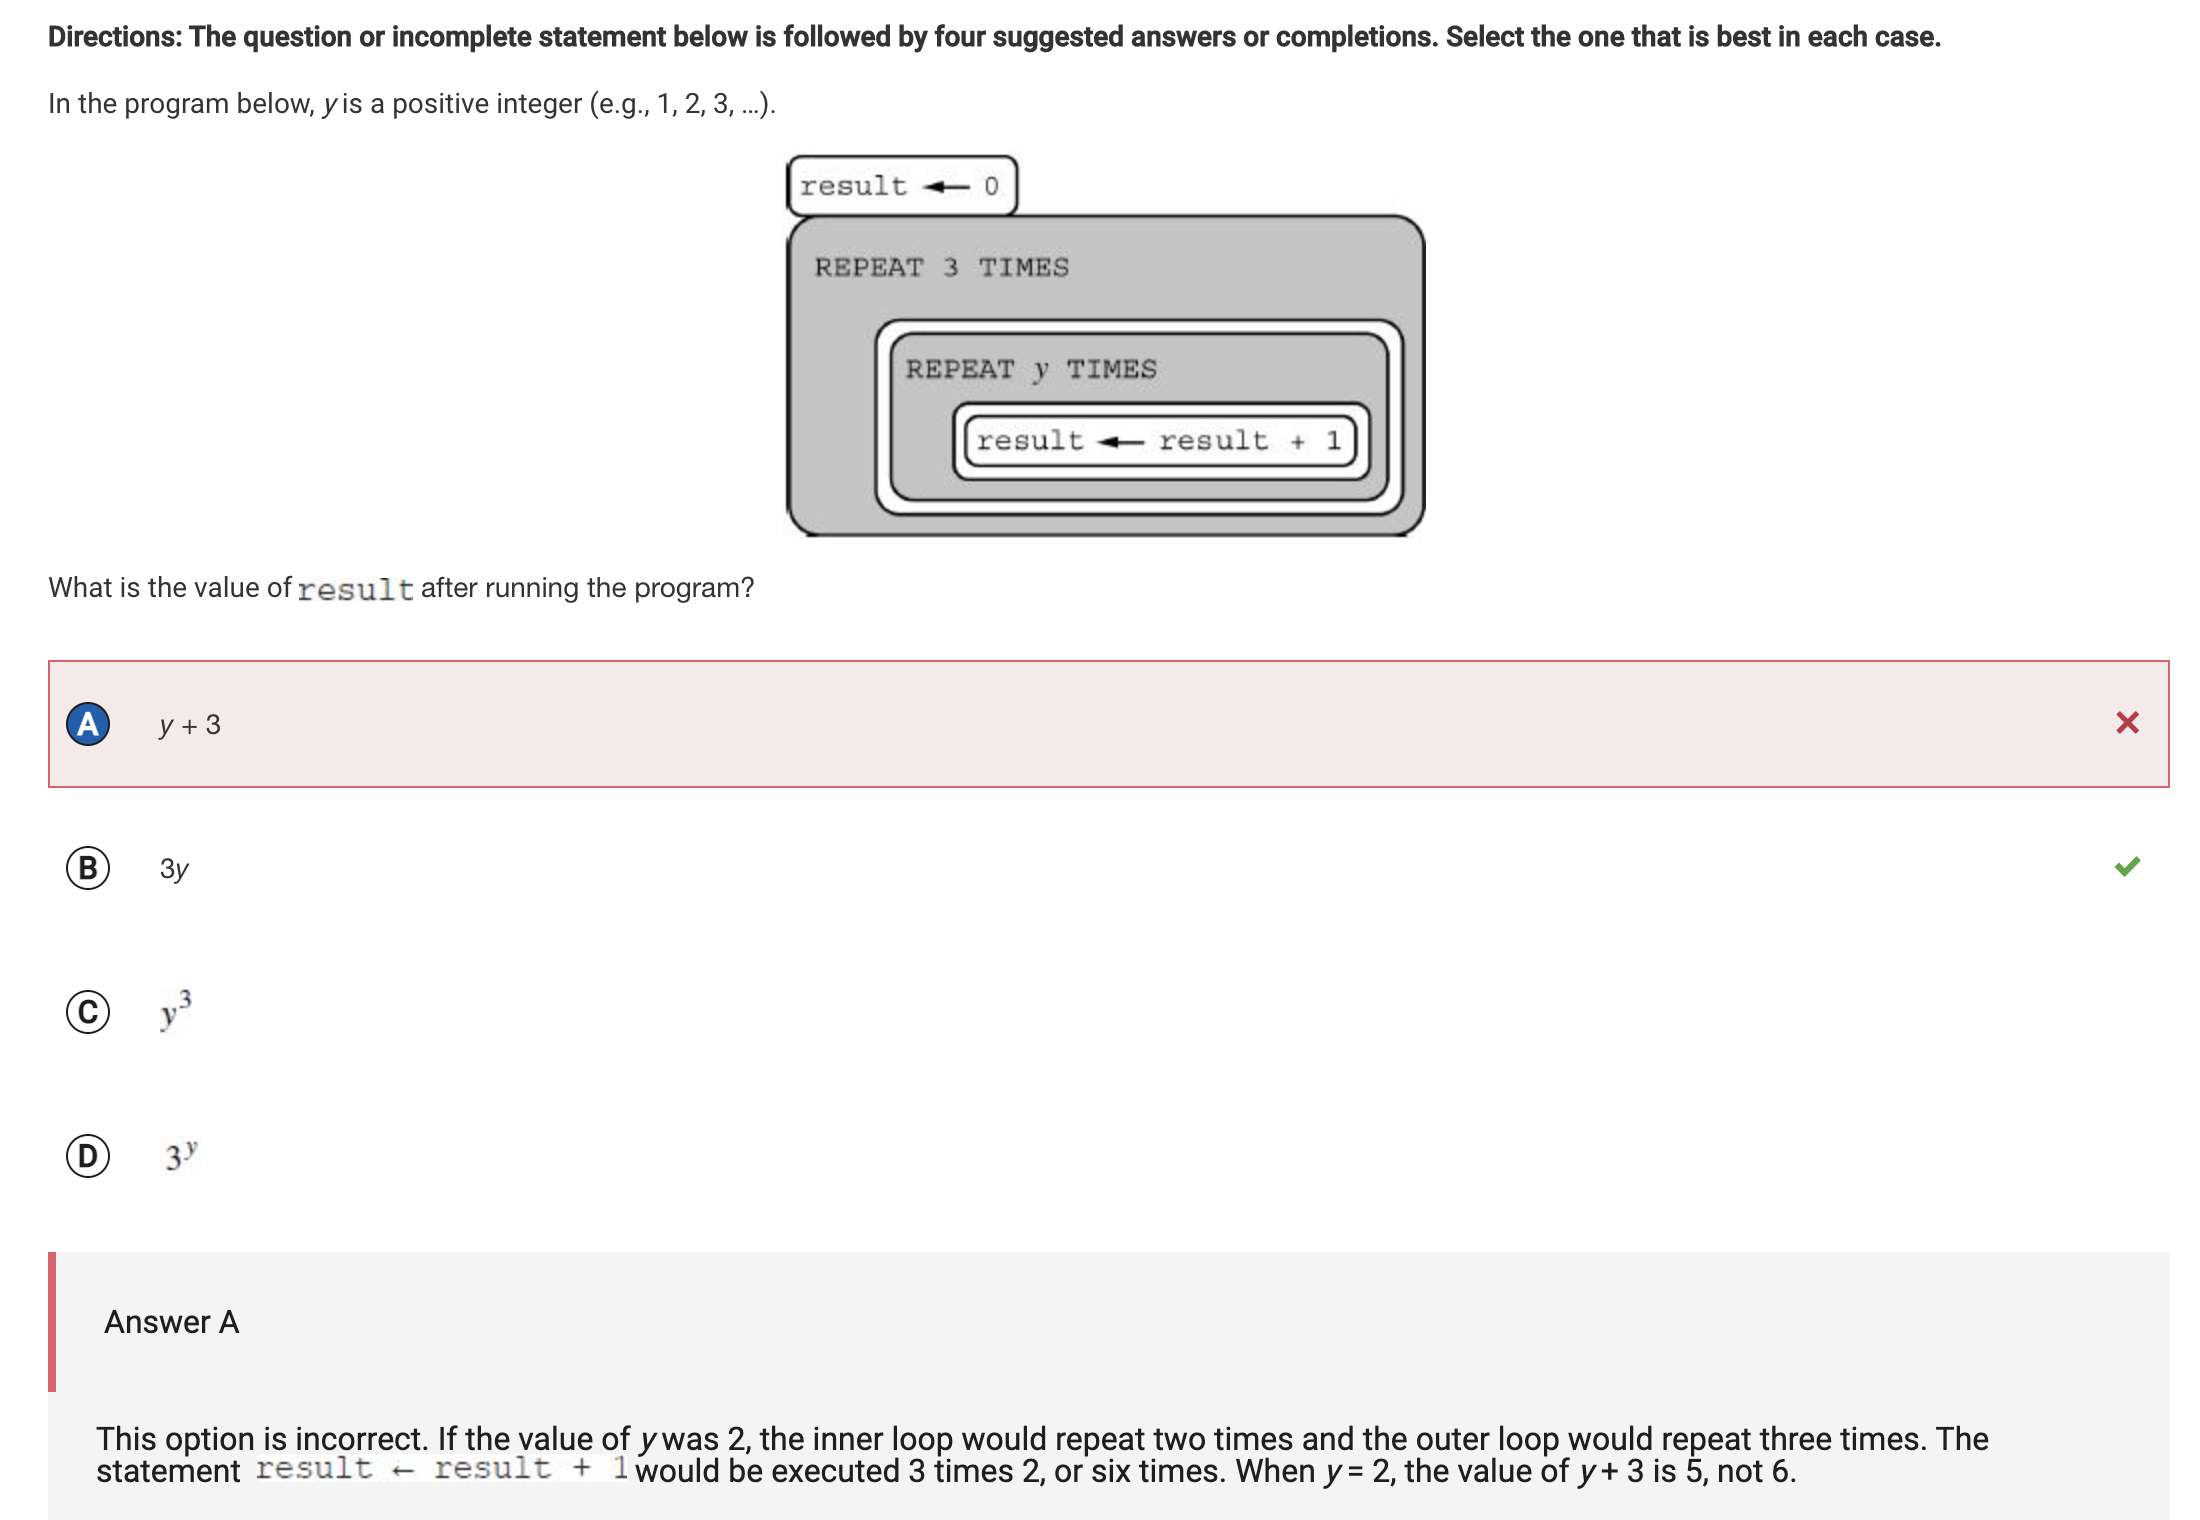 Directions: The question or incomplete statement below is followed by four suggested answers or completions. Select the one that is best in each case.
In the program below, y is a positive integer (e.g., 1, 2, 3, ...).
result ← 0
REPEAT 3 TIMES
REPEAT y TIMES
result ← result + 1
What is the value of result after running the program?
A y + 3
B 3y
C y³
D 3ʸ
Answer A
This option is incorrect. If the value of y was 2, the inner loop would repeat two times and the outer loop would repeat three times. The
statement result ← result + 1 would be executed 3 times 2, or six times. When y = 2, the value of y + 3 is 5, not 6.